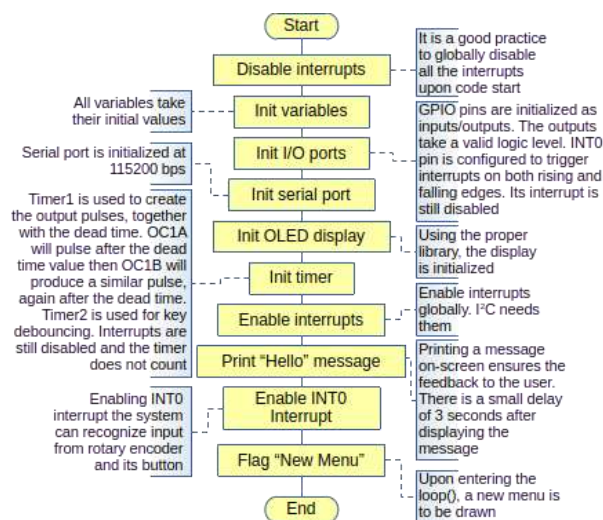 Start
Disable interrupts
It is a good practice
to globally disable
all the interrupts
upon code start
All variables take
their initial values
Init variables
GPIO pins are initialized as
inputs/outputs. The outputs
take a valid logic level. INT0
pin is configured to trigger
interrupts on both rising and
falling edges. Its interrupt is
still disabled
Init I/O ports
Serial port is initialized at
115200 bps
Init serial port
Init OLED display
Using the proper
library, the display
is initialized
Timer1 is used to create
the output pulses, together
with the dead time. OC1A
will pulse after the dead
time value then OC1B will
produce a similar pulse,
again after the dead time.
Timer2 is used for key
debouncing. Interrupts are
still disabled and the timer
does not count
Init timer
Enable interrupts
Enable interrupts
globally. I²C needs
them
Print “Hello” message
Printing a message
on-screen ensures the
feedback to the user.
There is a small delay
of 3 seconds after
displaying the
message
Enabling INT0
interrupt the system
can recognize input
from rotary encoder
and its button
Enable INT0
Interrupt
Flag “New Menu”
Upon entering the
loop(), a new menu is
to be drawn
End